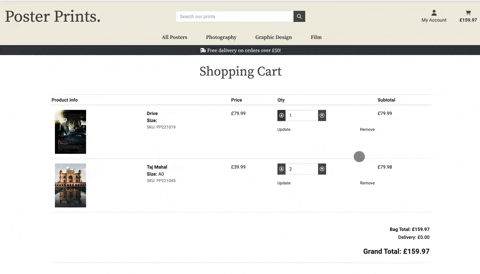 Poster Prints.
Search our prints
My Account
£159.97
All Posters Photography Graphic Design Film
Free delivery on orders over £50!
Shopping Cart
Product Info Price Qty Subtotal
Drive £79.99 1 £79.99
Size:
SKU: PP221019
Update Remove
Taj Mahal £39.99 2 £79.98
Size: A0
SKU: PP221045
Update Remove
Bag Total: £159.97
Delivery: £0.00
Grand Total: £159.97